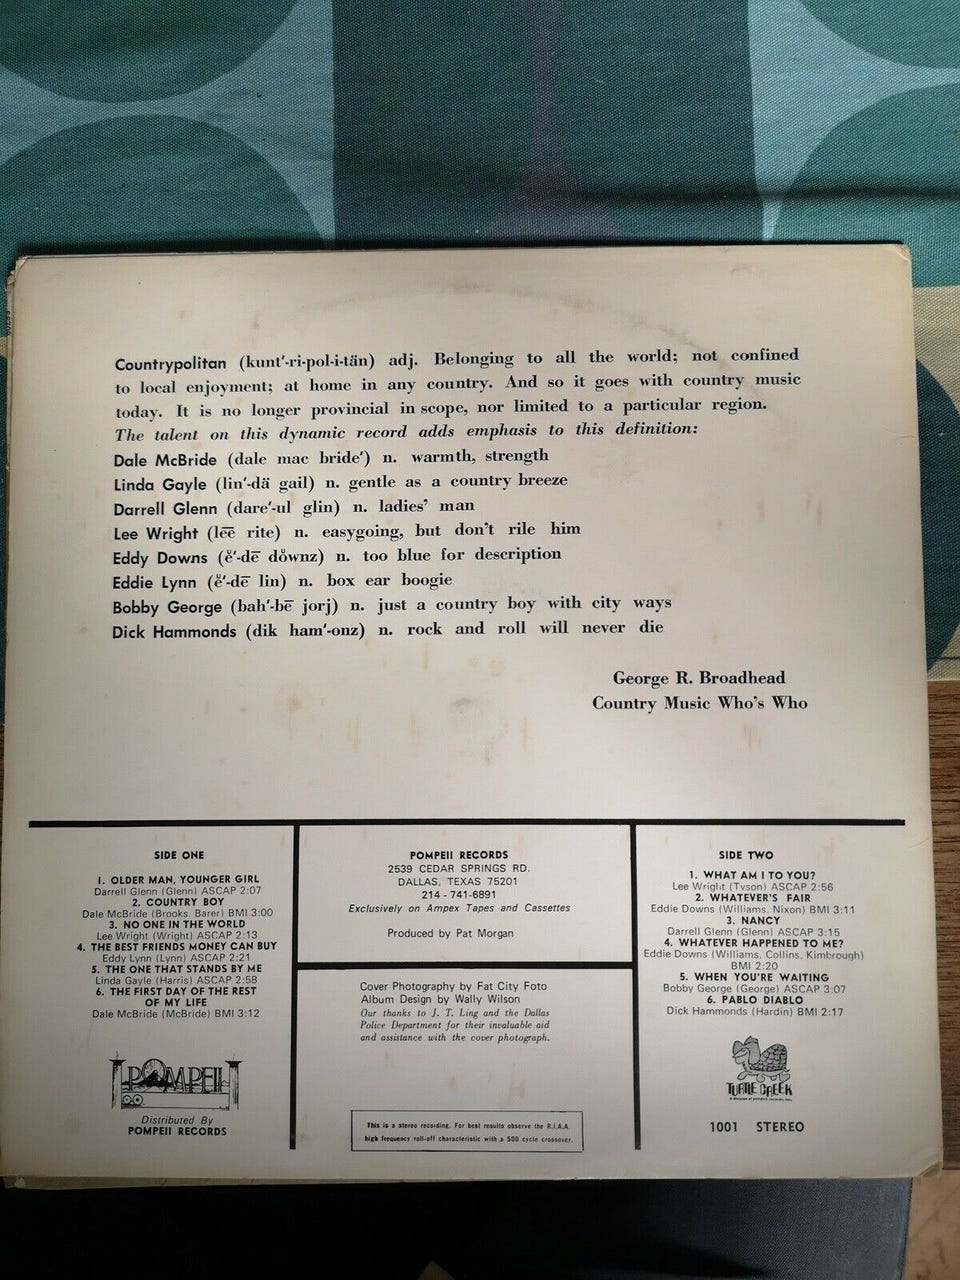 Countrypolitan (kunt′-ri-pol-i-tän) adj. Belonging to all the world; not confined
to local enjoyment; at home in any country. And so it goes with country music
today. It is no longer provincial in scope, nor limited to a particular region.
The talent on this dynamic record adds emphasis to this definition:
Dale McBride (dale mac bride′) n. warmth, strength
Linda Gayle (lin′-dä gail) n. gentle as a country breeze
Darrell Glenn (dare′-ul glin) n. ladies' man
Lee Wright (lēē rite) n. easygoing, but don't rile him
Eddy Downs (ĕ′-dē dŏwnz) n. too blue for description
Eddie Lynn (ĕ′-dē lin) n. box ear boogie
Bobby George (bah′-bē jorj) n. just a country boy with city ways
Dick Hammonds (dik ham′-onz) n. rock and roll will never die
George R. Broadhead
Country Music Who's Who
SIDE ONE
1. OLDER MAN, YOUNGER GIRL
Darrell Glenn (Glenn) ASCAP 2:07
2. COUNTRY BOY
Dale McBride (Brooks, Barer) BMI 3:00
3. NO ONE IN THE WORLD
Lee Wright (Wright) ASCAP 2:13
4. THE BEST FRIENDS MONEY CAN BUY
Eddy Lynn (Lynn) ASCAP 2:21
5. THE ONE THAT STANDS BY ME
Linda Gayle (Harris) ASCAP 2:58
6. THE FIRST DAY OF THE REST
OF MY LIFE
Dale McBride (McBride) BMI 3:12
POMPEII
Distributed By
POMPEII RECORDS
POMPEII RECORDS
2539 CEDAR SPRINGS RD.
DALLAS, TEXAS 75201
214 - 741-6891
Exclusively on Ampex Tapes and Cassettes
Produced by Pat Morgan
Cover Photography by Fat City Foto
Album Design by Wally Wilson
Our thanks to J. T. Ling and the Dallas
Police Department for their invaluable aid
and assistance with the cover photograph.
This is a stereo recording. For best results observe the R.I.A.A.
high frequency roll-off characteristic with a 500 cycle crossover.
SIDE TWO
1. WHAT AM I TO YOU?
Lee Wright (Tyson) ASCAP 2:56
2. WHATEVER'S FAIR
Eddie Downs (Williams, Nixon) BMI 3:11
3. NANCY
Darrell Glenn (Glenn) ASCAP 3:15
4. WHATEVER HAPPENED TO ME?
Eddie Downs (Williams, Collins, Kimbrough)
BMI 2:20
5. WHEN YOU'RE WAITING
Bobby George (George) ASCAP 3:07
6. PABLO DIABLO
Dick Hammonds (Hardin) BMI 2:17
TURTLE CREEK
A division of pompeii records, inc.
1001 STEREO